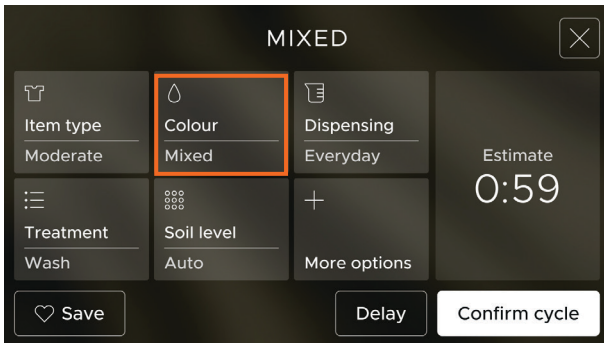 MIXED
Item type
Moderate
Colour
Mixed
Dispensing
Everyday
Estimate
0:59
Treatment
Wash
Soil level
Auto
More options
Save
Delay
Confirm cycle